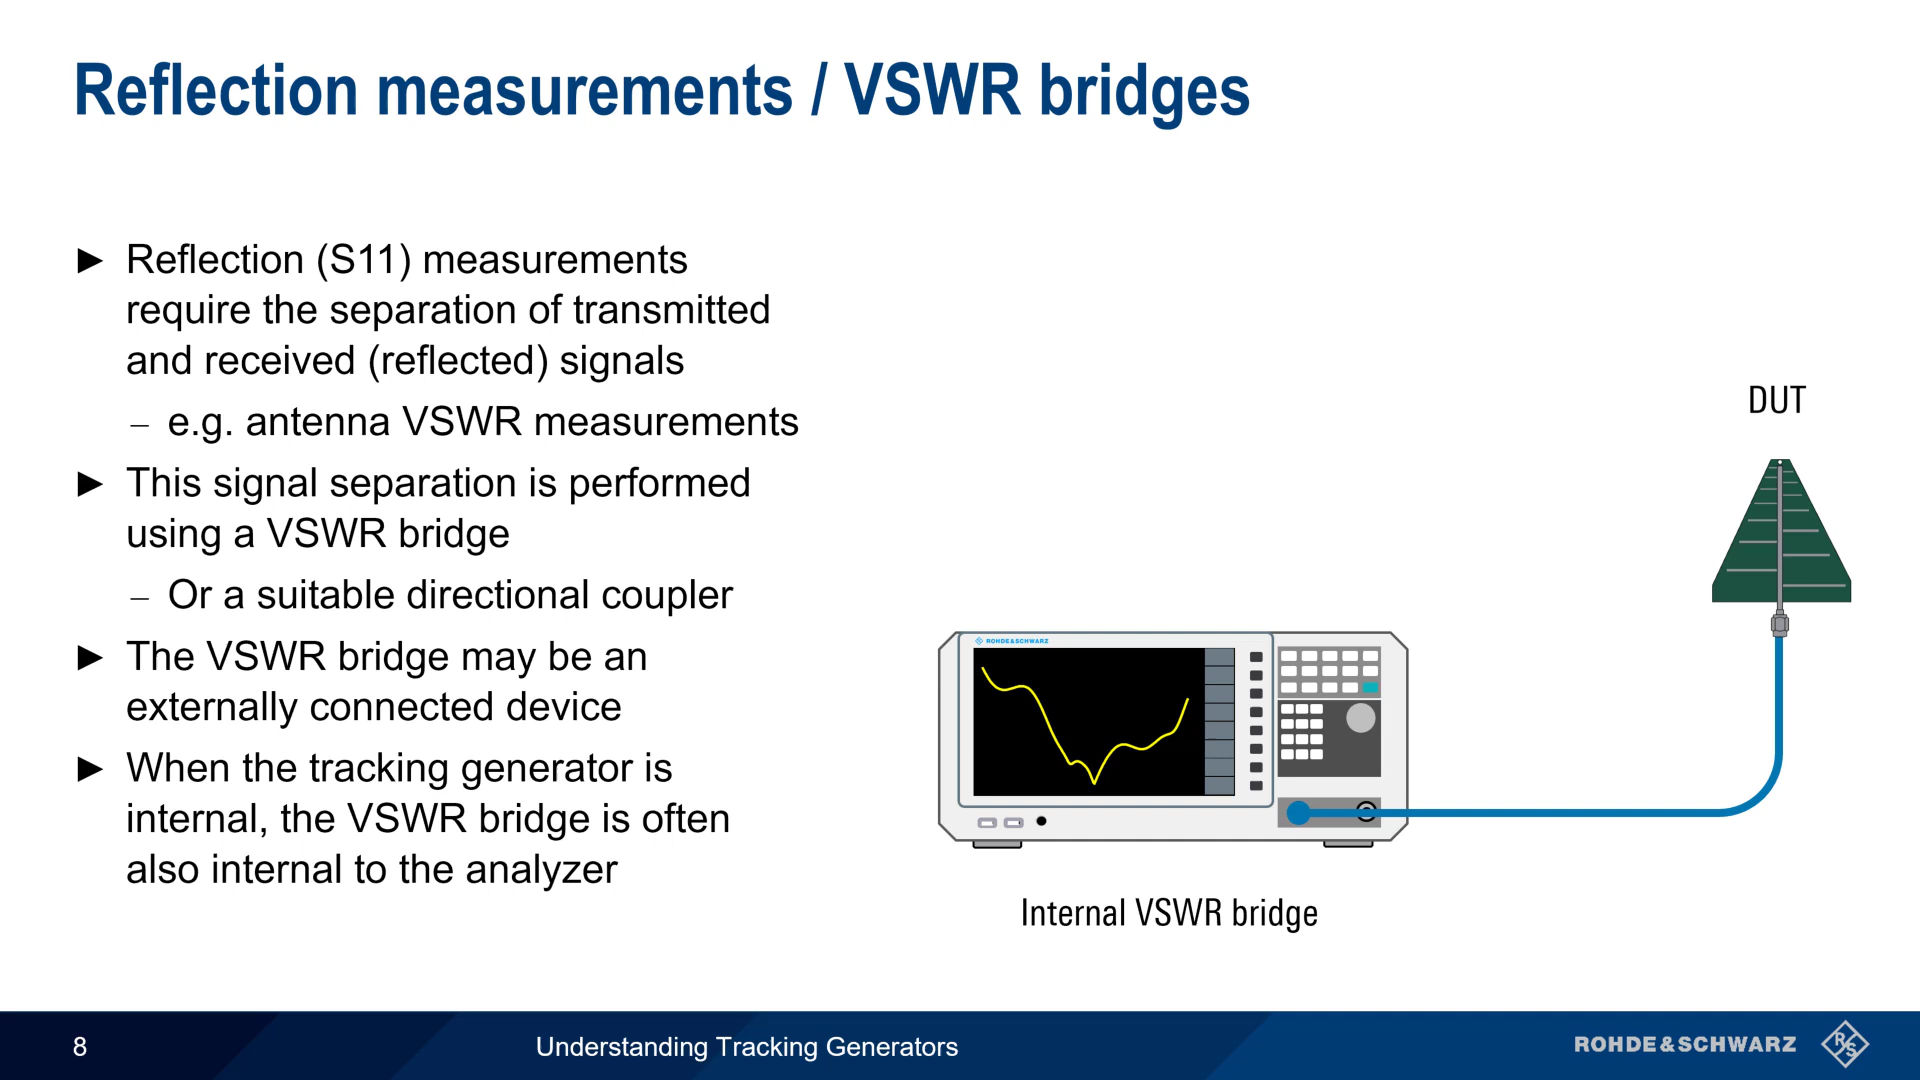 Reflection measurements / VSWR bridges
► Reflection (S11) measurements
require the separation of transmitted
and received (reflected) signals
– e.g. antenna VSWR measurements
► This signal separation is performed
using a VSWR bridge
– Or a suitable directional coupler
► The VSWR bridge may be an
externally connected device
► When the tracking generator is
internal, the VSWR bridge is often
also internal to the analyzer
DUT
ROHDE&SCHWARZ
Internal VSWR bridge
8
Understanding Tracking Generators
ROHDE&SCHWARZ
R&S